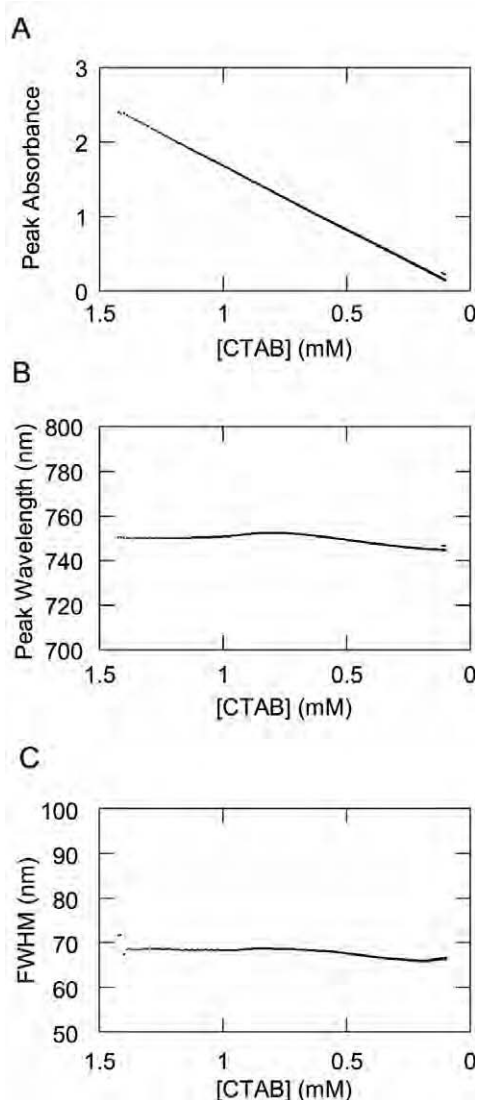 A
Peak Absorbance
3
2
1
0
1.5 1 0.5 0
[CTAB] (mM)
B
Peak Wavelength (nm)
800
780
760
740
720
700
1.5 1 0.5 0
[CTAB] (mM)
C
FWHM (nm)
100
90
80
70
60
50
1.5 1 0.5 0
[CTAB] (mM)